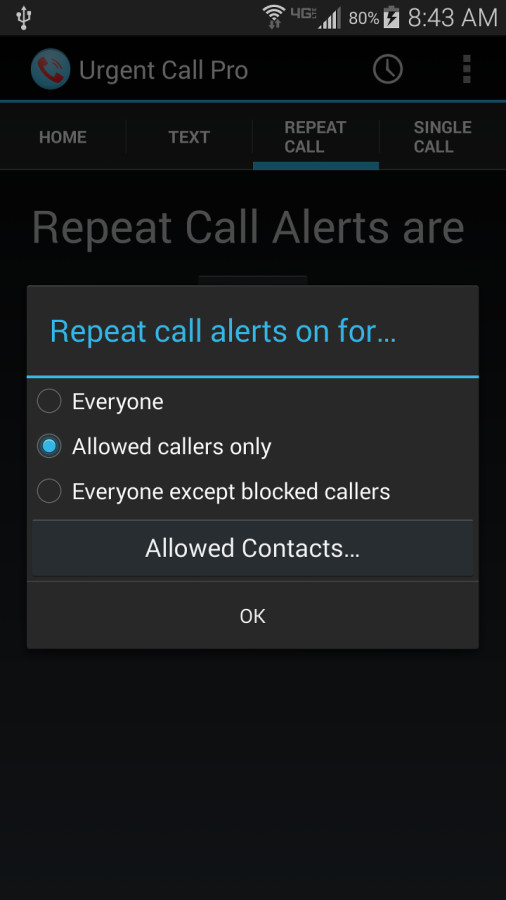 4G 80% 8:43 AM
Urgent Call Pro
HOME TEXT REPEAT CALL SINGLE CALL
Repeat Call Alerts are
Repeat call alerts on for...
Everyone
Allowed callers only
Everyone except blocked callers
Allowed Contacts...
OK